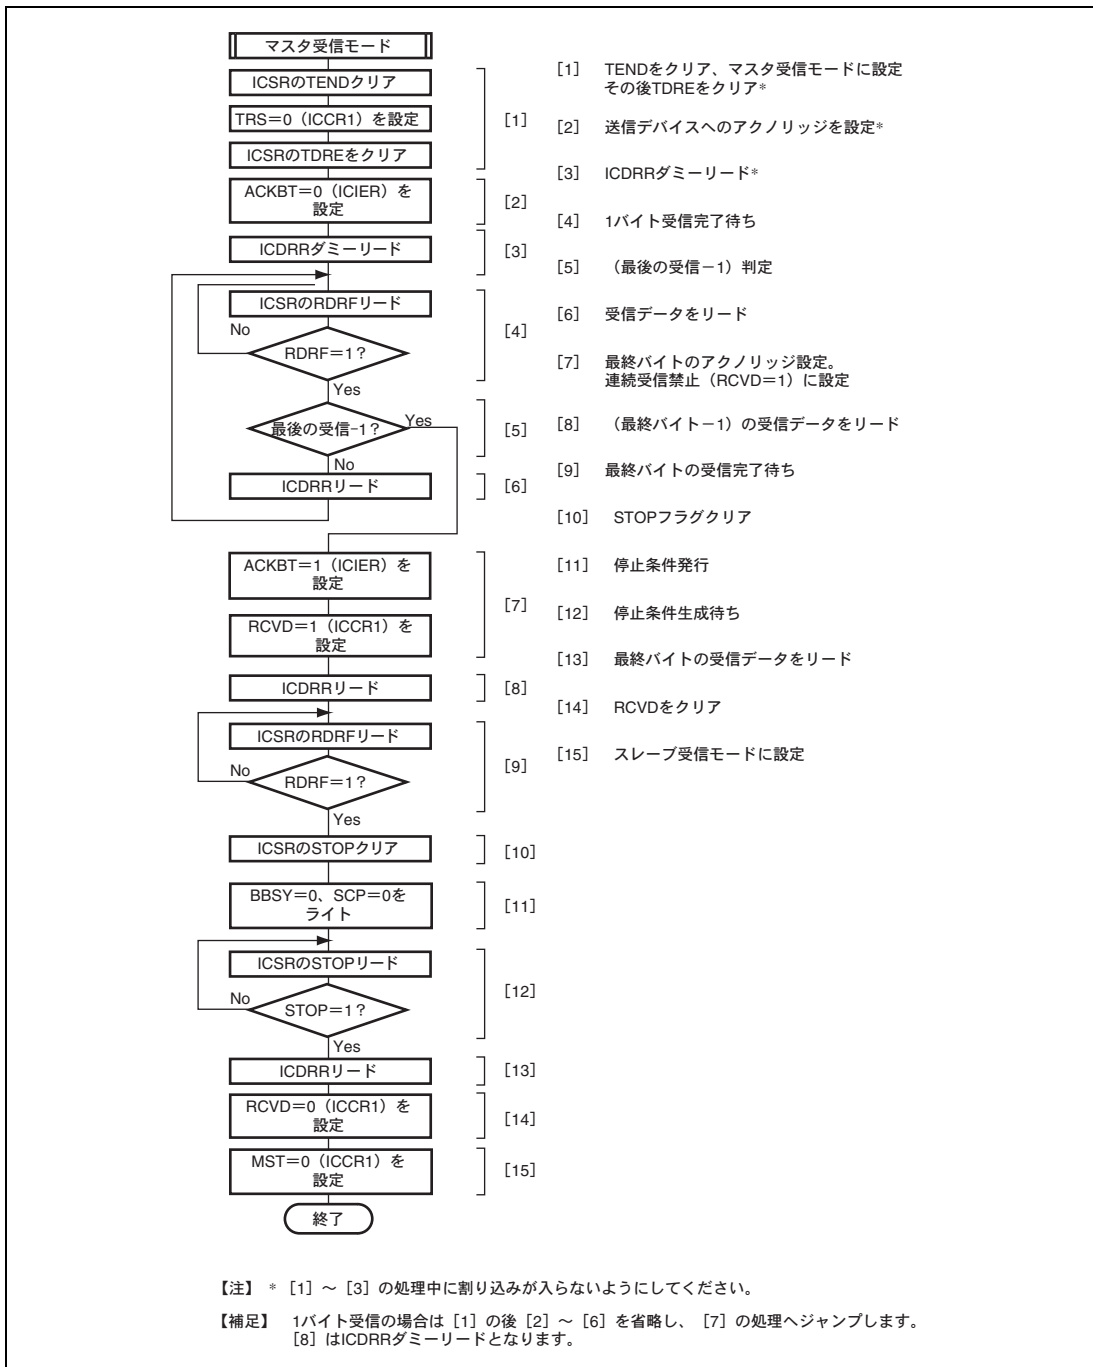 マスタ受信モード
ICSRのTENDクリア
TRS＝0（ICCR1）を設定
ICSRのTDREをクリア
[1]
ACKBT＝0（ICIER）を
設定
[2]
ICDRRダミーリード
[3]
ICSRのRDRFリード
No
RDRF＝1？
[4]
Yes
最後の受信-1？
Yes
[5]
No
ICDRRリード
[6]
ACKBT＝1（ICIER）を
設定
RCVD＝1（ICCR1）を
設定
[7]
ICDRRリード
[8]
ICSRのRDRFリード
No
RDRF＝1？
[9]
Yes
ICSRのSTOPクリア
[10]
BBSY＝0、SCP＝0を
ライト
[11]
ICSRのSTOPリード
No
STOP＝1？
[12]
Yes
ICDRRリード
[13]
RCVD＝0（ICCR1）を
設定
[14]
MST＝0（ICCR1）を
設定
[15]
終了
[1] TENDをクリア、マスタ受信モードに設定
その後TDREをクリア*
[2] 送信デバイスへのアクノリッジを設定*
[3] ICDRRダミーリード*
[4] 1バイト受信完了待ち
[5] （最後の受信－1）判定
[6] 受信データをリード
[7] 最終バイトのアクノリッジ設定。
連続受信禁止（RCVD＝1）に設定
[8] （最終バイト－1）の受信データをリード
[9] 最終バイトの受信完了待ち
[10] STOPフラグクリア
[11] 停止条件発行
[12] 停止条件生成待ち
[13] 最終バイトの受信データをリード
[14] RCVDをクリア
[15] スレーブ受信モードに設定
【注】 * [1]～[3]の処理中に割り込みが入らないようにしてください。
【補足】 1バイト受信の場合は[1]の後[2]～[6]を省略し、[7]の処理へジャンプします。
[8]はICDRRダミーリードとなります。